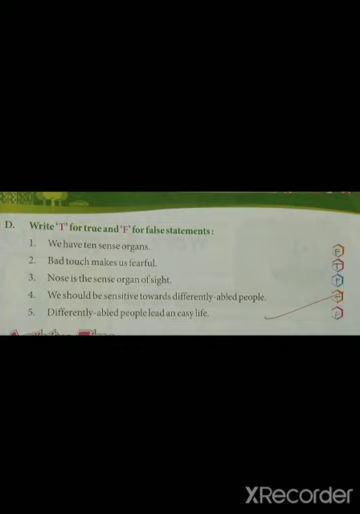 D. Write 'T' for true and 'F' for false statements :
1. We have ten sense organs. F
2. Bad touch makes us fearful. T
3. Nose is the sense organ of sight. F
4. We should be sensitive towards differently-abled people.
5. Differently-abled people lead an easy life. F
XRecorder